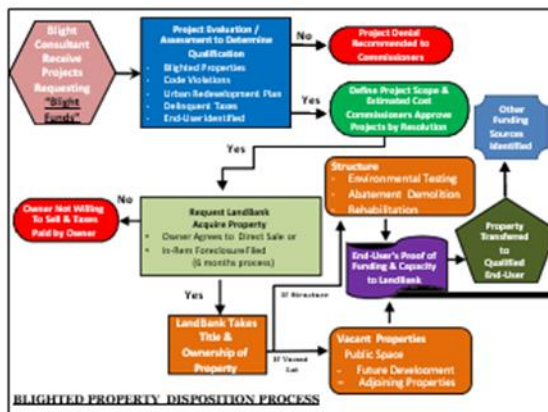 Blight
Consultant
Receive
Projects
Requesting
"Blight
Funds"
Project Evaluation /
Assessment to Determine
Qualification
- Blighted Properties
- Code Violations
- Urban Redevelopment Plan
- Delinquent Taxes
- End-User Identified
No
Project Denial
Recommended to
Commissioners
Yes
Define Project Scope &
Estimated Cost
Commissioners Approve
Projects by Resolution
Other
Funding
Sources
Identified
Yes
Structure
- Environmental Testing
- Abatement Demolition
- Rehabilitation
No
Owner Not Willing
To Sell & Taxes
Paid by Owner
Request LandBank
Acquire Property
• Owner Agrees to Direct Sale or
• In-Rem Foreclosure Filed
(6 months process)
End-User's Proof of
Funding & Capacity
to LandBank
Property
Transferred
to
Qualified
End-User
Yes
If Structure
LandBank Takes
Title &
Ownership of
Property
If Vacant
Lot
Vacant Properties
Public Space
- Future Development
- Adjoining Properties
BLIGHTED PROPERTY DISPOSITION PROCESS